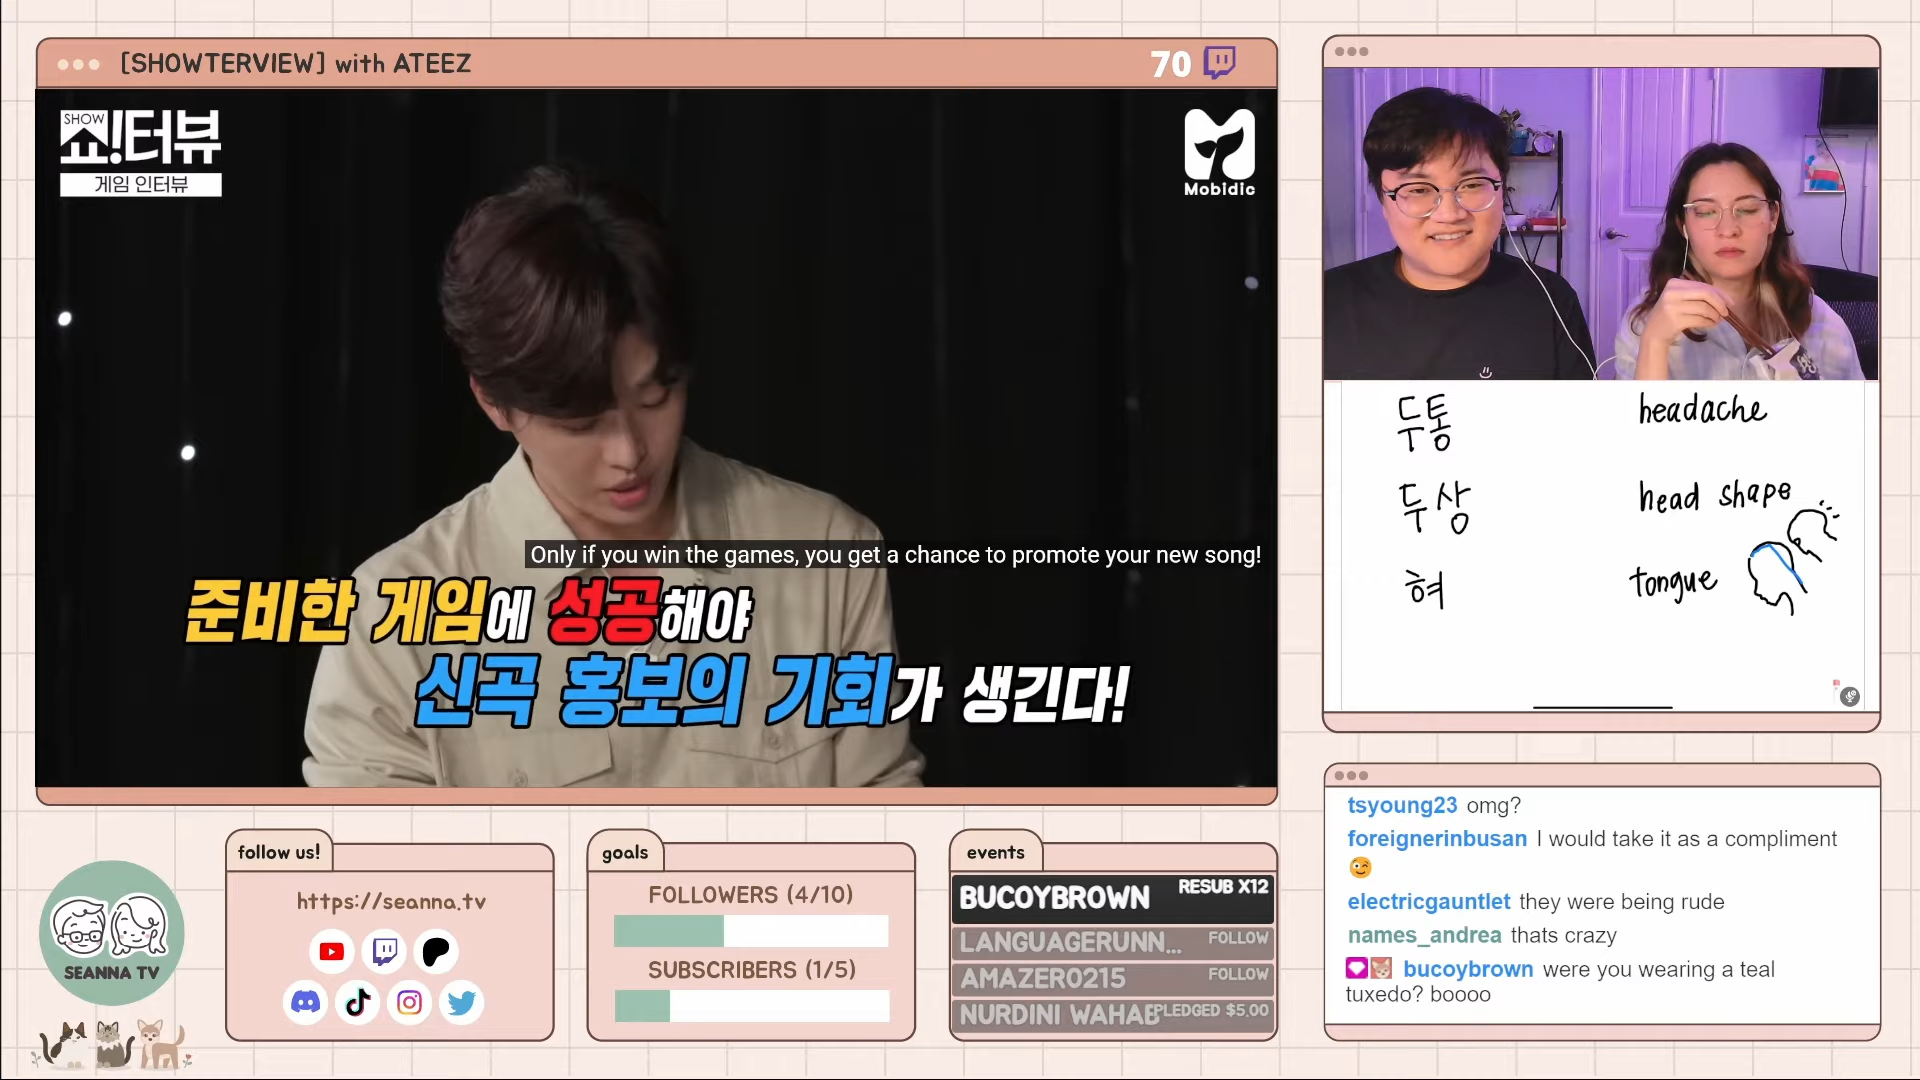 [SHOWTERVIEW] with ATEEZ
70
SHOW
쇼!터뷰
게임 인터뷰
Mobidic
Only if you win the games, you get a chance to promote your new song!
준비한 게임에 성공해야
신곡 홍보의 기회가 생긴다!
두통 headache
두상 head shape
혀 tongue
tsyoung23 omg?
foreignerinbusan I would take it as a compliment
😉
electricgauntlet they were being rude
names_andrea thats crazy
bucoybrown were you wearing a teal
tuxedo? boooo
SEANNA TV
follow us!
https://seanna.tv
goals
FOLLOWERS (4/10)
SUBSCRIBERS (1/5)
events
BUCOYBROWN RESUB X12
LANGUAGERUNN... FOLLOW
AMAZER0215 FOLLOW
NURDINI WAHAB PLEDGED $5.00